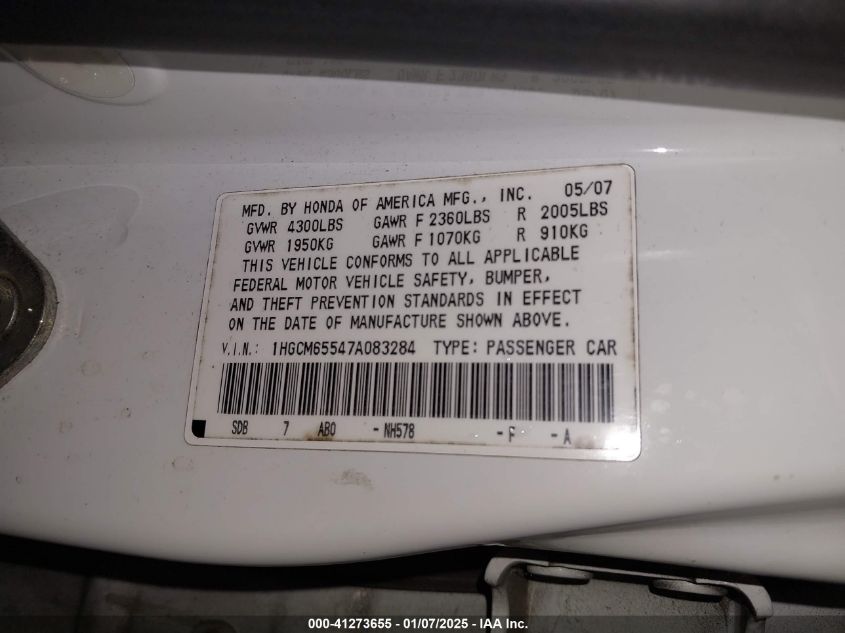 MFD. BY HONDA OF AMERICA MFG., INC. 05/07
GVWR 4300LBS GAWR F 2360LBS R 2005LBS
GVWR 1950KG GAWR F 1070KG R 910KG
THIS VEHICLE CONFORMS TO ALL APPLICABLE
FEDERAL MOTOR VEHICLE SAFETY, BUMPER,
AND THEFT PREVENTION STANDARDS IN EFFECT
ON THE DATE OF MANUFACTURE SHOWN ABOVE.
V.I.N.: 1HGCM65547A083284 TYPE: PASSENGER CAR
SDB 7 AB0 - NH578 - F - A
000-41273655 - 01/07/2025 - IAA Inc.